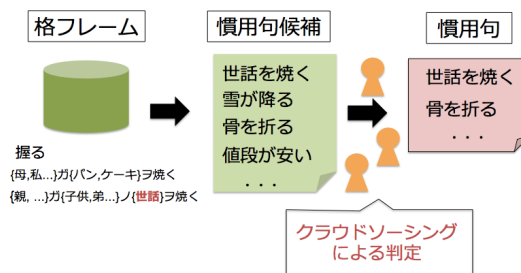 格フレーム
慣用句候補
慣用句
世話を焼く
雪が降る
骨を折る
値段が安い
・・・
世話を焼く
骨を折る
・・・
握る
{母,私...}ガ{パン,ケーキ}ヲ焼く
{親, ...}ガ{子供,弟...}ノ{世話}ヲ焼く
クラウドソーシング
による判定